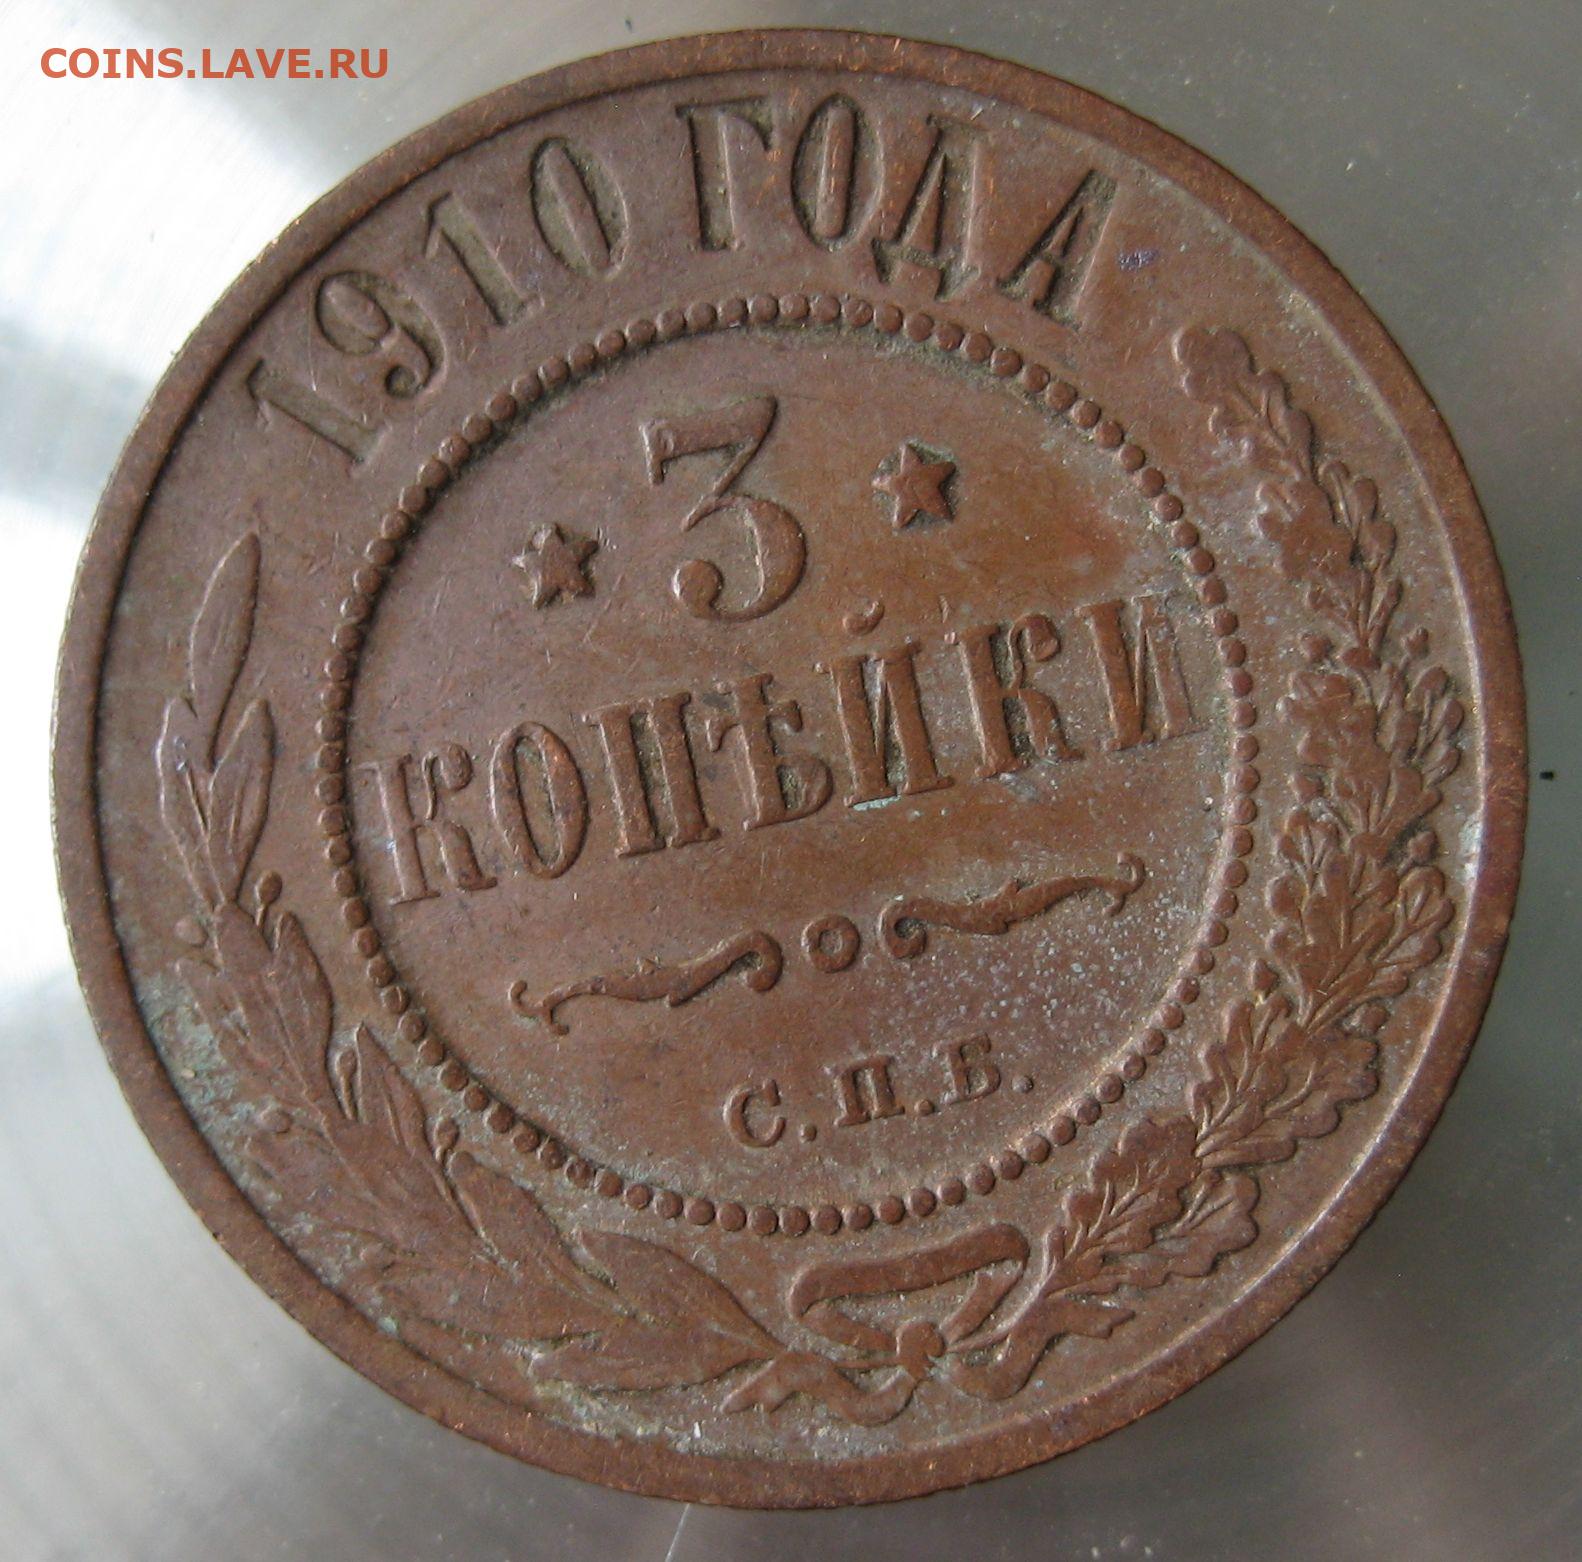 COINS.LAVE.RU
1910 ГОДА
3
КОПѢЙКИ
С.П.Б.